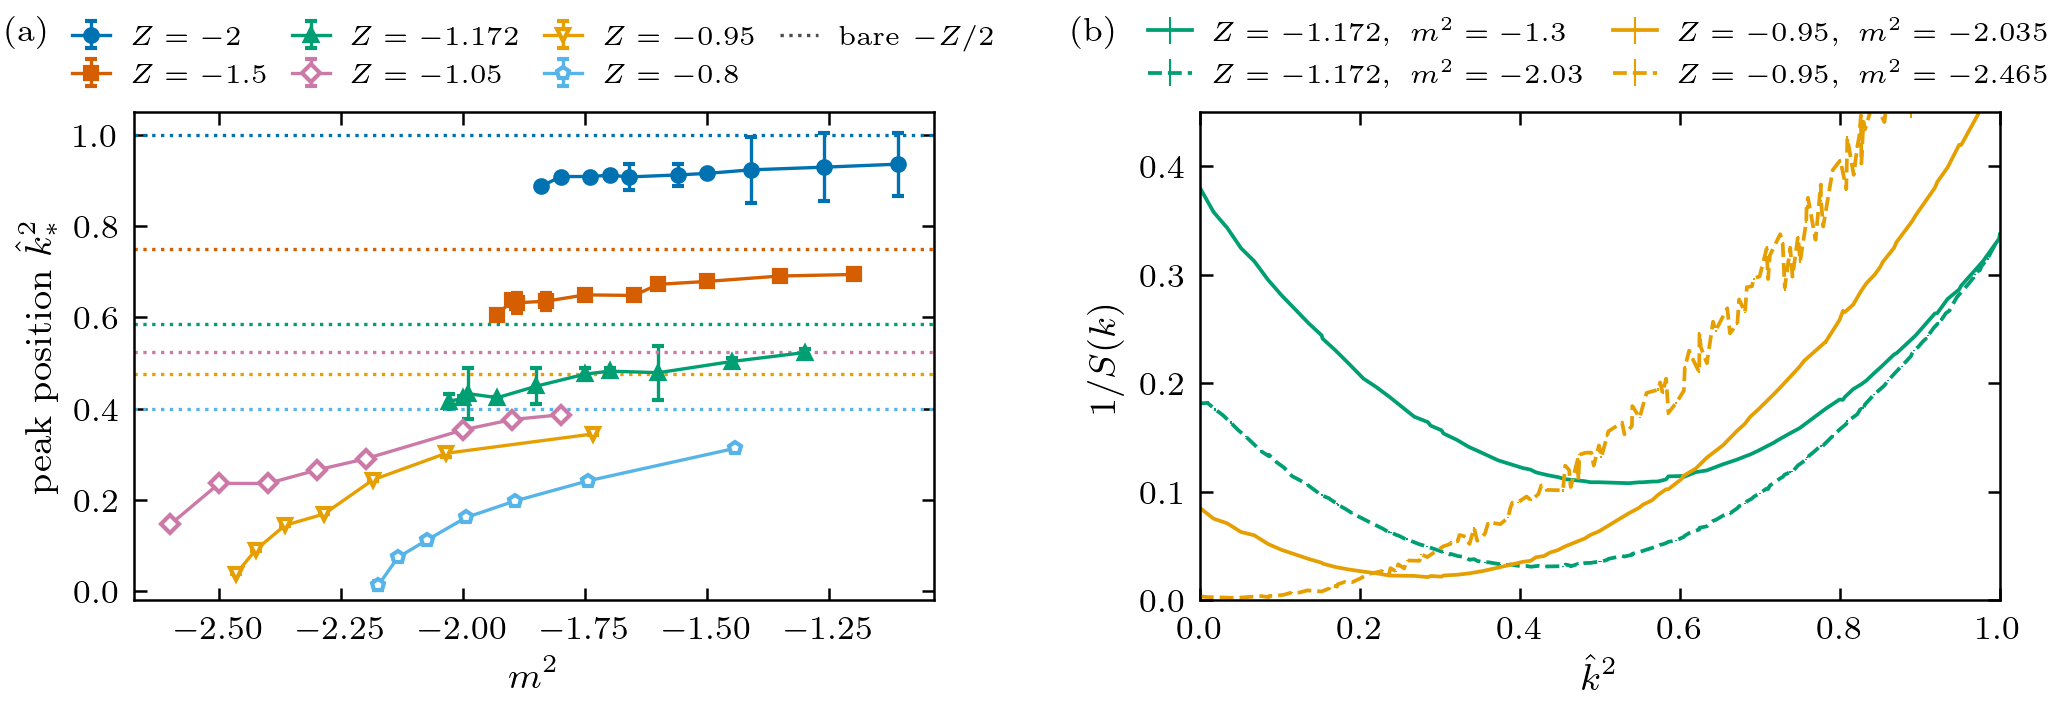 (a) Z = −2 Z = −1.172 Z = −0.95 bare −Z/2
Z = −1.5 Z = −1.05 Z = −0.8
1.0
0.8
0.6
0.4
0.2
0.0
peak position k̂²∗
−2.50 −2.25 −2.00 −1.75 −1.50 −1.25
m²
(b) Z = −1.172, m² = −1.3 Z = −0.95, m² = −2.035
Z = −1.172, m² = −2.03 Z = −0.95, m² = −2.465
0.4
0.3
0.2
0.1
0.0
1/S(k)
0.0 0.2 0.4 0.6 0.8 1.0
k̂²